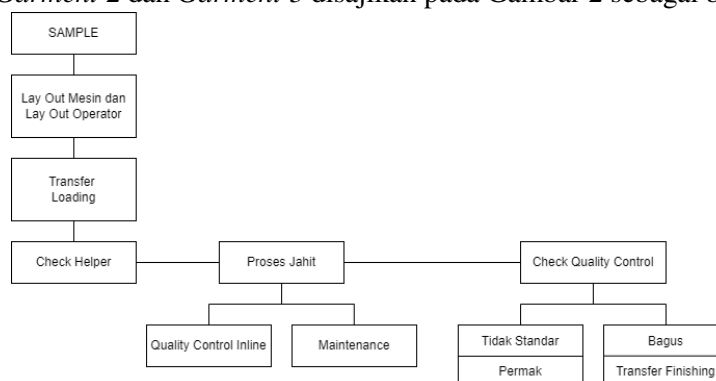 Garment 2 dan Garment 3 disajikan pada Gambar 2 sebagai
SAMPLE
Lay Out Mesin dan
Lay Out Operator
Transfer
Loading
Check Helper
Proses Jahit
Check Quality Control
Quality Control Inline
Maintenance
Tidak Standar
Bagus
Permak
Transfer Finishing